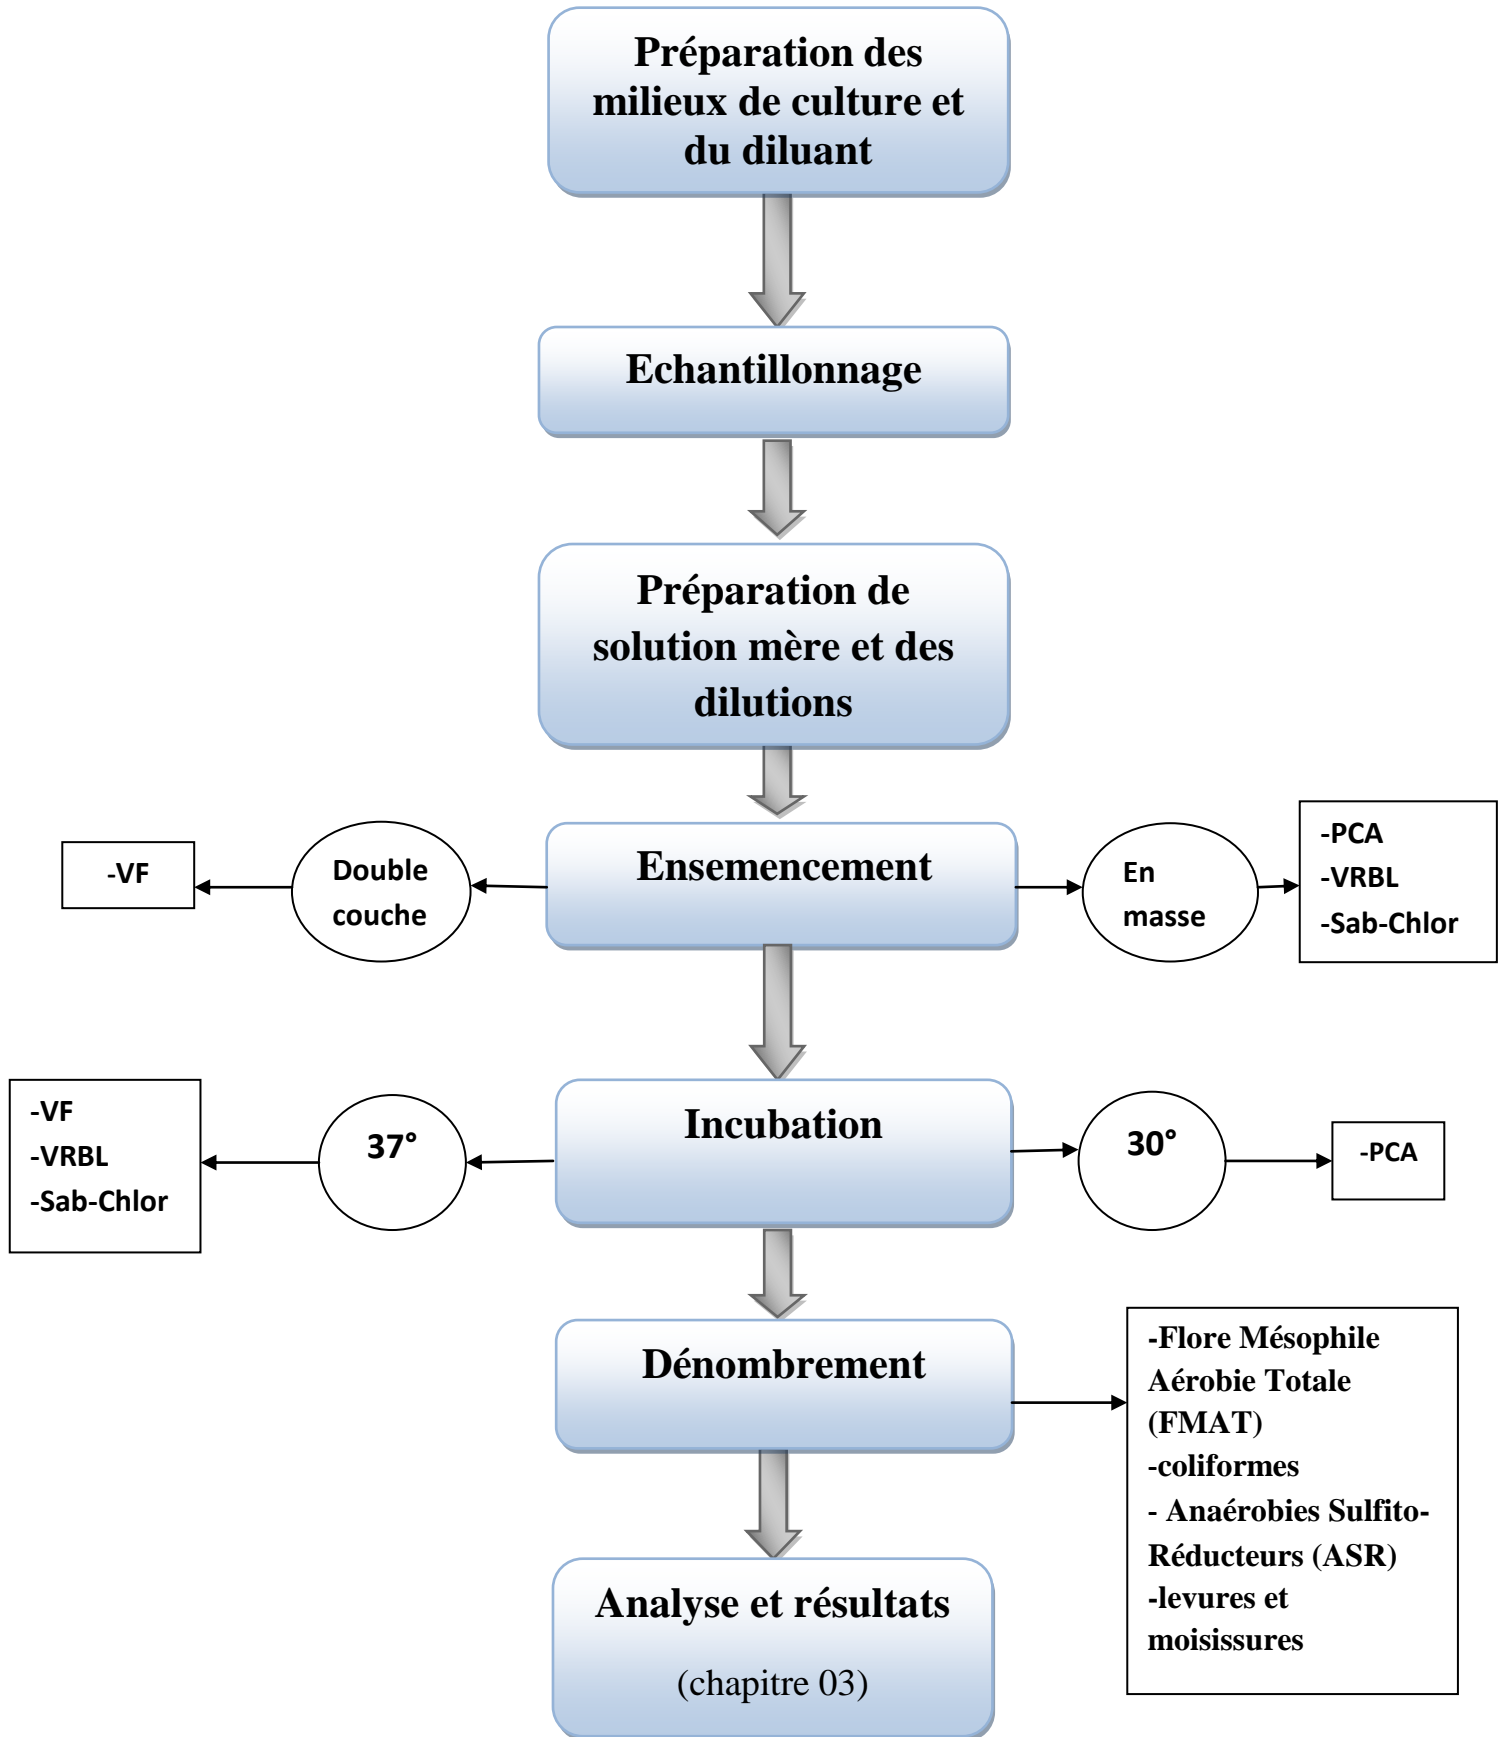 Préparation des
milieux de culture et
du diluant
Echantillonnage
Préparation de
solution mère et des
dilutions
-VF
Double
couche
Ensemencement
En
masse
-PCA
-VRBL
-Sab-Chlor
-VF
-VRBL
-Sab-Chlor
37°
Incubation
30°
-PCA
Dénombrement
-Flore Mésophile
Aérobie Totale
(FMAT)
-coliformes
- Anaérobies Sulfito-
Réducteurs (ASR)
-levures et
moisissures
Analyse et résultats
(chapitre 03)